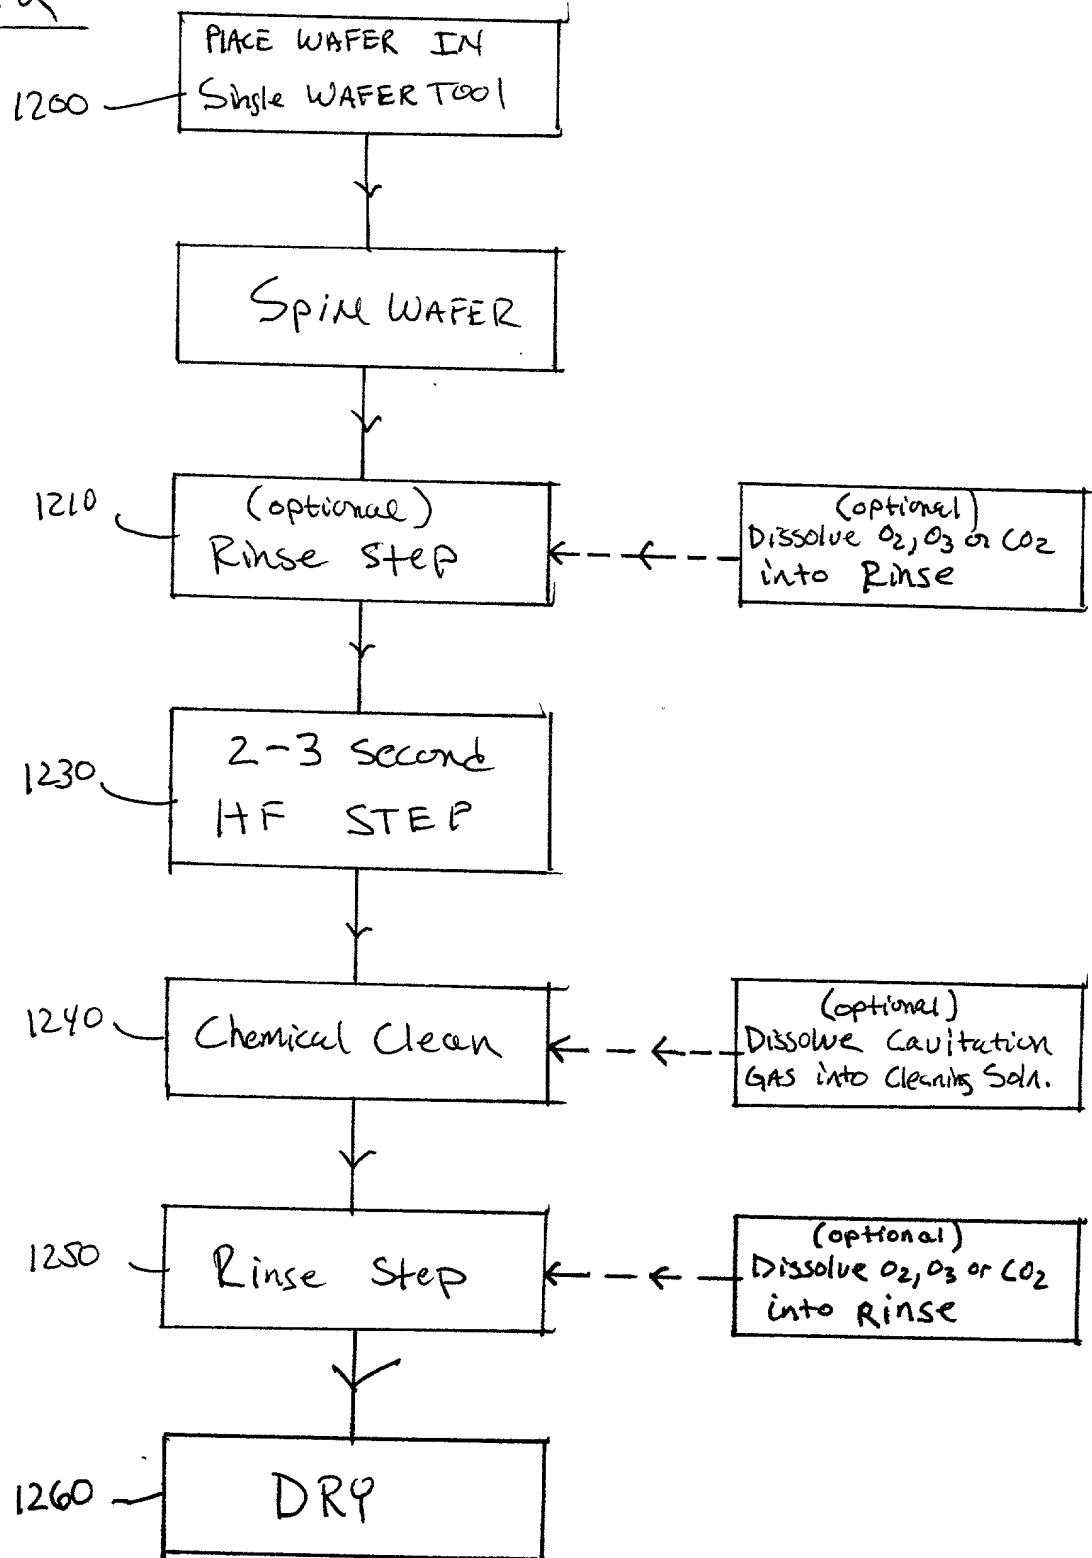 PLACE WAFER IN
1200
Single WAFER TOOl
Spin WAFER
1210
(optional)
Rinse Step
(optional)
Dissolve O2, O3 or CO2
into Rinse
1230
2-3 Second
HF STEP
1240
Chemical Clean
(optional)
Dissolve Cavitation
GAS into Cleaning Soln.
1250
Rinse Step
(optional)
Dissolve O2, O3 or CO2
into Rinse
1260
DRY